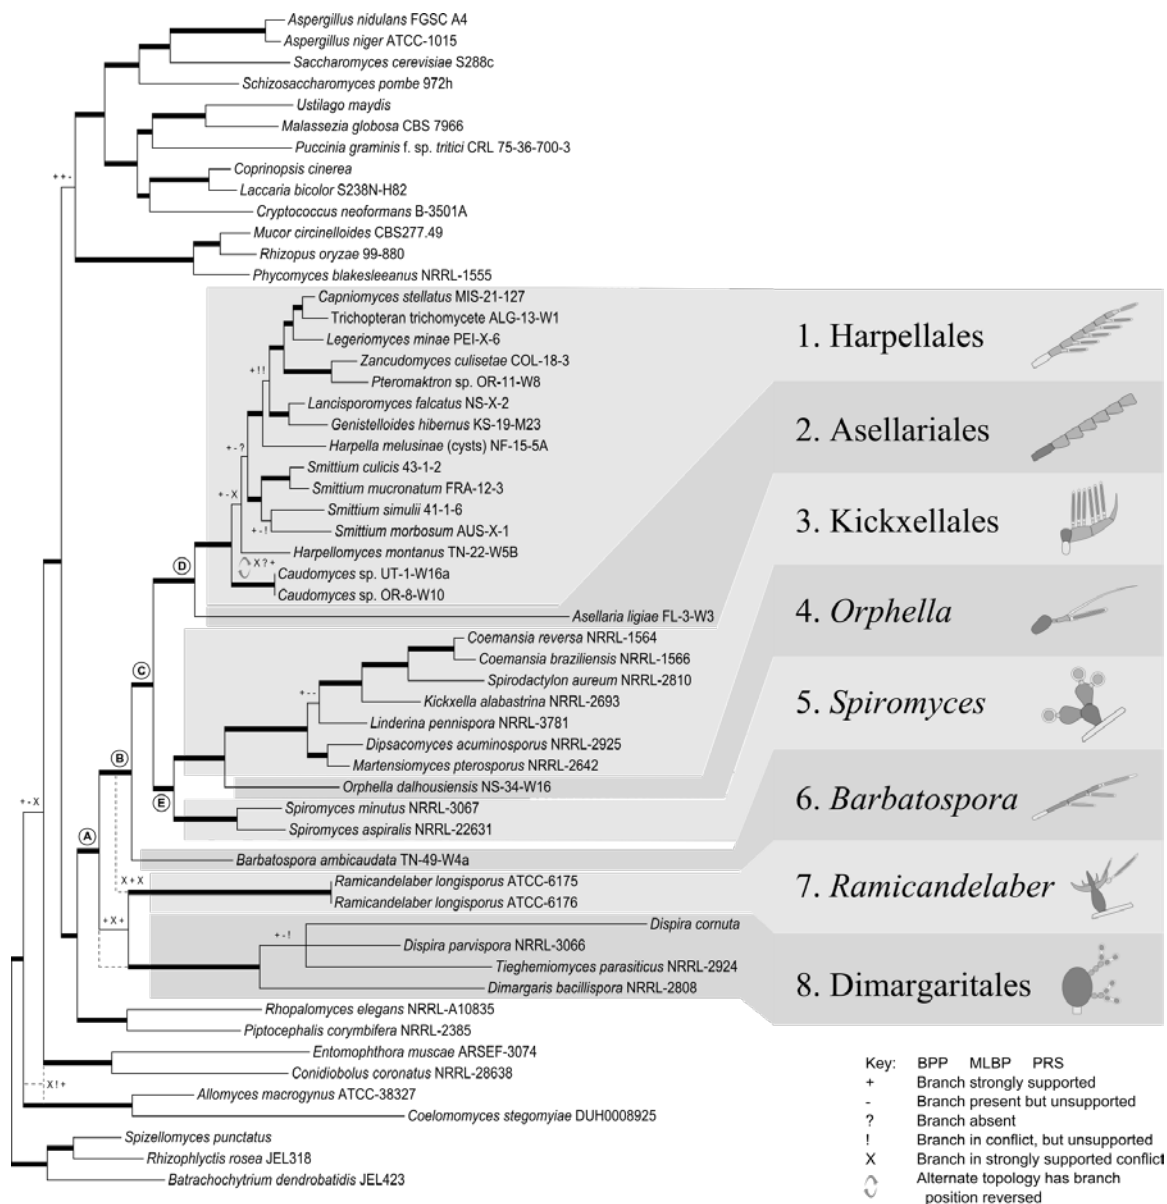 Aspergillus nidulans FGSC A4
Aspergillus niger ATCC-1015
Saccharomyces cerevisiae S288c
Schizosaccharomyces pombe 972h
Ustilago maydis
Malassezia globosa CBS 7966
Puccinia graminis f. sp. tritici CRL 75-36-700-3
Coprinopsis cinerea
Laccaria bicolor S238N-H82
Cryptococcus neoformans B-3501A
++-
Mucor circinelloides CBS277.49
Rhizopus oryzae 99-880
Phycomyces blakesleeanus NRRL-1555
Capniomyces stellatus MIS-21-127
Trichopteran trichomycete ALG-13-W1
Legeriomyces minae PEI-X-6
Zancudomyces culisetae COL-18-3
+!!
Pteromaktron sp. OR-11-W8
Lancisporomyces falcatus NS-X-2
Genistelloides hibernus KS-19-M23
+-?
Harpella melusinae (cysts) NF-15-5A
Smittium culicis 43-1-2
Smittium mucronatum FRA-12-3
+-X
Smittium simulii 41-1-6
+-!
Smittium morbosum AUS-X-1
Harpellomyces montanus TN-22-W5B
X?+
D
Caudomyces sp. UT-1-W16a
Caudomyces sp. OR-8-W10
Asellaria ligiae FL-3-W3
Coemansia reversa NRRL-1564
Coemansia braziliensis NRRL-1566
C
Spirodactylon aureum NRRL-2810
+--
Kickxella alabastrina NRRL-2693
Linderina pennispora NRRL-3781
Dipsacomyces acuminosporus NRRL-2925
B
Martensiomyces pterosporus NRRL-2642
Orphella dalhousiensis NS-34-W16
E
+-X
Spiromyces minutus NRRL-3067
Spiromyces aspiralis NRRL-22631
A
Barbatospora ambicaudata TN-49-W4a
X+X
Ramicandelaber longisporus ATCC-6175
Ramicandelaber longisporus ATCC-6176
+X+
Dispira cornuta
+-!
Dispira parvispora NRRL-3066
Tieghemiomyces parasiticus NRRL-2924
Dimargaris bacillispora NRRL-2808
Rhopalomyces elegans NRRL-A10835
Piptocephalis corymbifera NRRL-2385
Entomophthora muscae ARSEF-3074
Conidiobolus coronatus NRRL-28638
X!+
Allomyces macrogynus ATCC-38327
Coelomomyces stegomyiae DUH0008925
Spizellomyces punctatus
Rhizophlyctis rosea JEL318
Batrachochytrium dendrobatidis JEL423
1. Harpellales
2. Asellariales
3. Kickxellales
4. Orphella
5. Spiromyces
6. Barbatospora
7. Ramicandelaber
8. Dimargaritales
Key: BPP MLBP PRS
+ Branch strongly supported
- Branch present but unsupported
? Branch absent
! Branch in conflict, but unsupported
X Branch in strongly supported conflict
Alternate topology has branch
position reversed